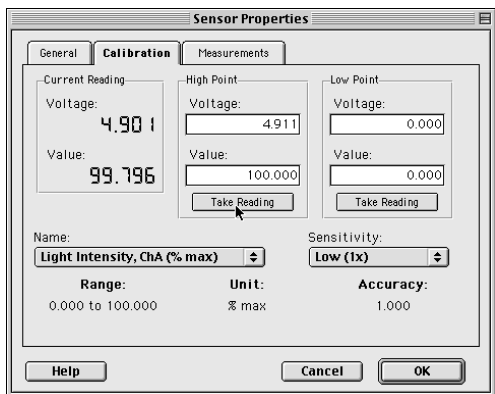 Sensor Properties
General Calibration Measurements
Current Reading
Voltage:
4.901
Value:
99.796
High Point
Voltage:
4.911
Value:
100.000
Take Reading
Low Point
Voltage:
0.000
Value:
0.000
Take Reading
Name:
Light Intensity, ChA (% max)
Sensitivity:
Low (1x)
Range: Unit: Accuracy:
0.000 to 100.000 % max 1.000
Help Cancel OK